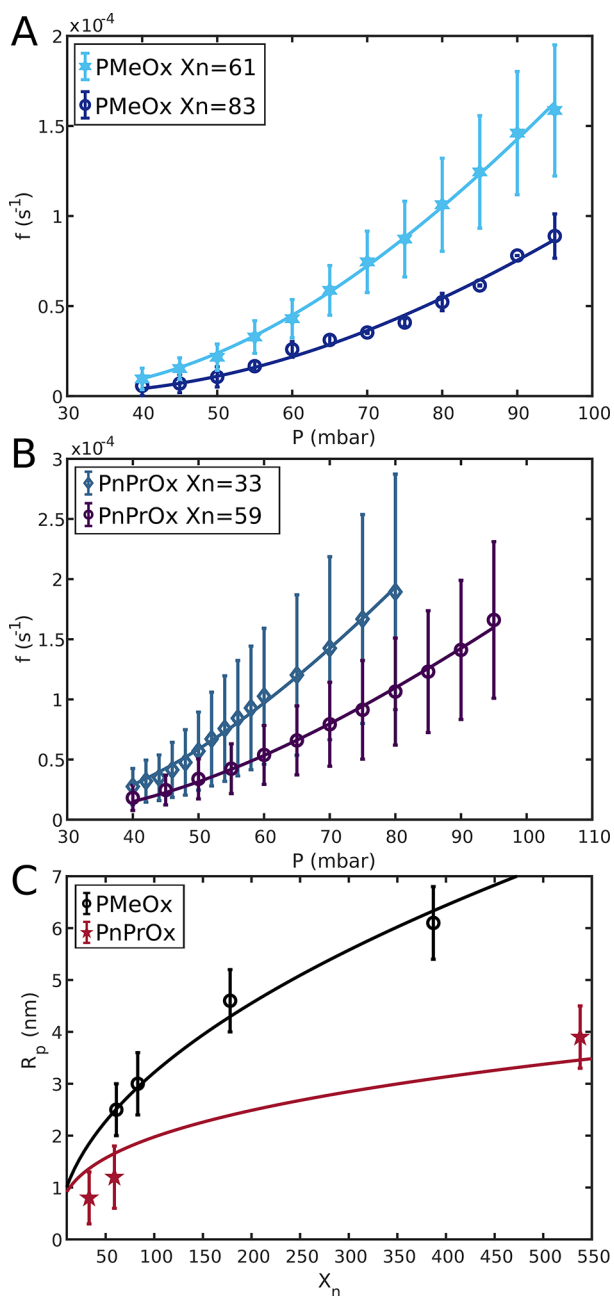 A
×10⁻⁴
PMeOx Xn=61
PMeOx Xn=83
2
1.5
1
0.5
0
f (s⁻¹)
30 40 50 60 70 80 90 100
P (mbar)
B
×10⁻⁴
PnPrOx Xn=33
PnPrOx Xn=59
3
2.5
2
1.5
1
0.5
0
f (s⁻¹)
30 40 50 60 70 80 90 100 110
P (mbar)
C
PMeOx
PnPrOx
7
6
5
4
3
2
1
0
Rₚ (nm)
50 100 150 200 250 300 350 400 450 500 550
Xₙ